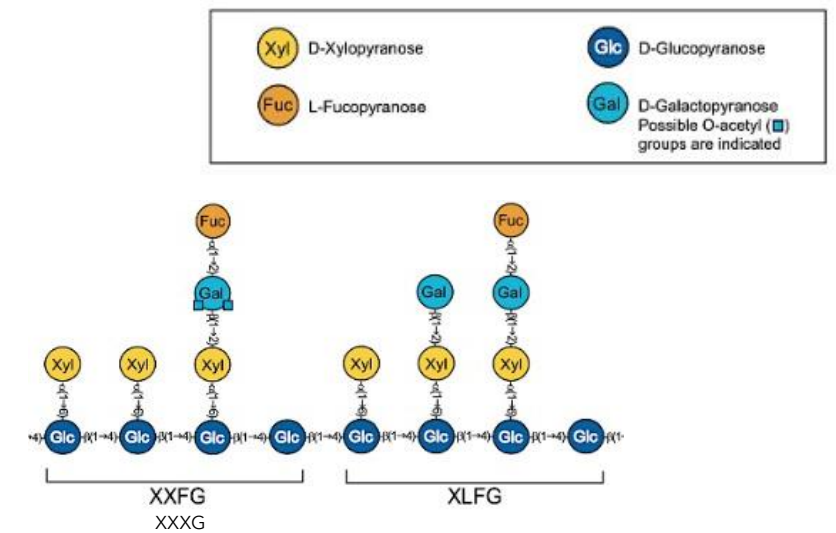 Xyl D-Xylopyranose
Glc D-Glucopyranose
Fuc L-Fucopyranose
Gal D-Galactopyranose
Possible O-acetyl ( )
groups are indicated
Fuc Fuc
α(1→2) α(1→2)
Gal Gal Gal
β(1→2) β(1→2) β(1→2)
Xyl Xyl Xyl Xyl Xyl Xyl
α(1→6) α(1→6) α(1→6) α(1→6) α(1→6) α(1→6)
→4) Glc β(1→4) Glc β(1→4) Glc β(1→4) Glc β(1→4) Glc β(1→4) Glc β(1→4) Glc β(1→4) Glc β(1-
XXFG XLFG
XXXG